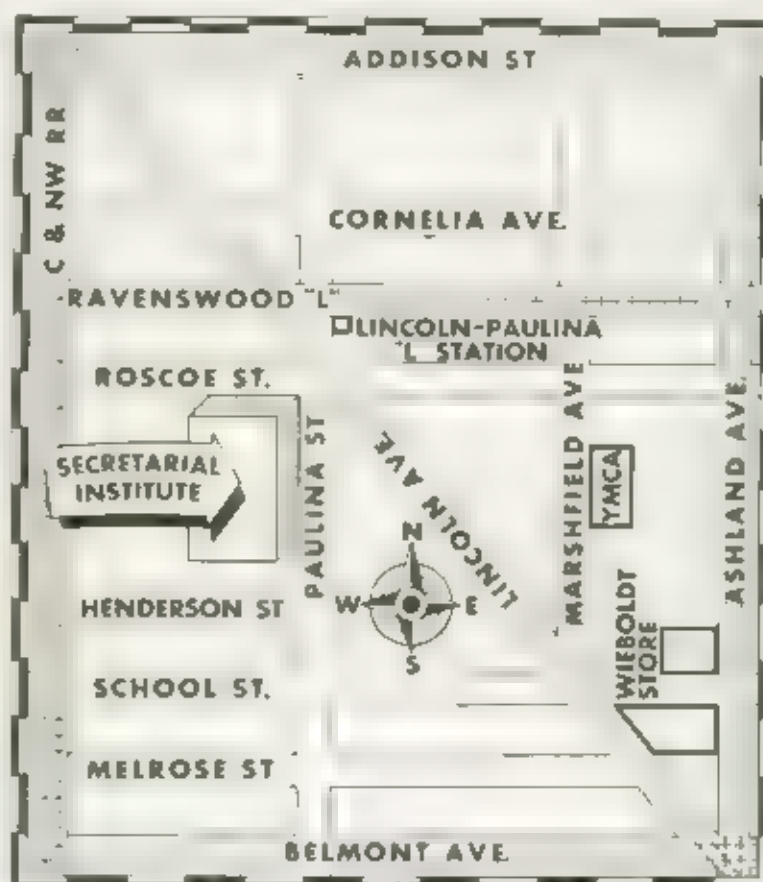 ADDISON ST
C & NW RR
CORNELIA AVE.
RAVENSWOOD "L"
LINCOLN-PAULINA
"L STATION
ROSCOE ST.
SECRETARIAL
INSTITUTE
PAULINA ST
LINCOLN AVE.
MARSHFIELD AVE
YMCA
ASHLAND AVE.
N
W
E
S
HENDERSON ST
WIEBOLDT
STORE
SCHOOL ST.
MELROSE ST
BELMONT AVE.